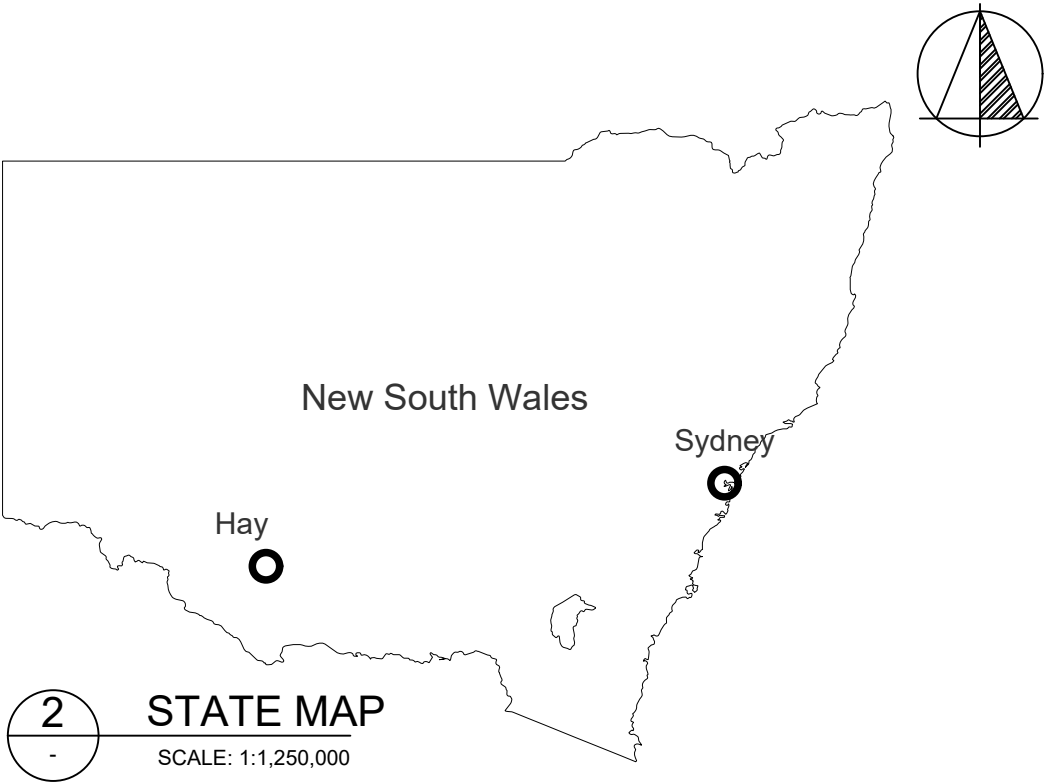 New South Wales
Sydney
Hay
2
-
STATE MAP
SCALE: 1:1,250,000